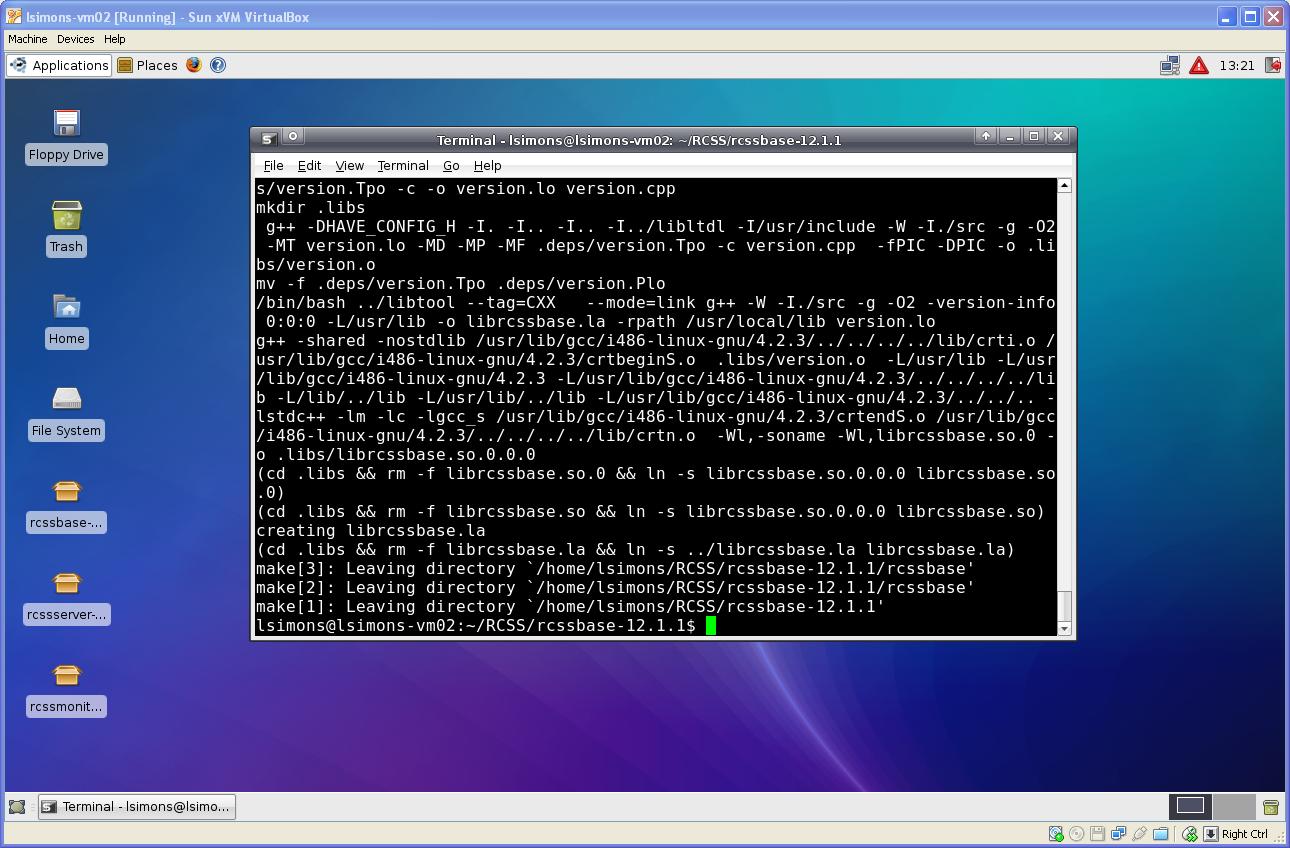 lsimons-vm02 [Running] - Sun xVM VirtualBox
Machine Devices Help
Applications Places 13:21
Floppy Drive
Trash
Home
File System
rcssbase-...
rcssserver-...
rcssmonit...
Terminal - lsimons@lsimons-vm02: ~/RCSS/rcssbase-12.1.1
File Edit View Terminal Go Help
s/version.Tpo -c -o version.lo version.cpp
mkdir .libs
 g++ -DHAVE_CONFIG_H -I. -I.. -I.. -I../libltdl -I/usr/include -W -I./src -g -O2
 -MT version.lo -MD -MP -MF .deps/version.Tpo -c version.cpp  -fPIC -DPIC -o .li
bs/version.o
mv -f .deps/version.Tpo .deps/version.Plo
/bin/bash ../libtool --tag=CXX   --mode=link g++ -W -I./src -g -O2 -version-info
 0:0:0 -L/usr/lib -o librcssbase.la -rpath /usr/local/lib version.lo
g++ -shared -nostdlib /usr/lib/gcc/i486-linux-gnu/4.2.3/../../../../lib/crti.o /
usr/lib/gcc/i486-linux-gnu/4.2.3/crtbeginS.o  .libs/version.o  -L/usr/lib -L/usr
/lib/gcc/i486-linux-gnu/4.2.3 -L/usr/lib/gcc/i486-linux-gnu/4.2.3/../../../../li
b -L/lib/../lib -L/usr/lib/../lib -L/usr/lib/gcc/i486-linux-gnu/4.2.3/../../.. -
lstdc++ -lm -lc -lgcc_s /usr/lib/gcc/i486-linux-gnu/4.2.3/crtendS.o /usr/lib/gcc
/i486-linux-gnu/4.2.3/../../../../lib/crtn.o  -Wl,-soname -Wl,librcssbase.so.0 -
o .libs/librcssbase.so.0.0.0
(cd .libs && rm -f librcssbase.so.0 && ln -s librcssbase.so.0.0.0 librcssbase.so
.0)
(cd .libs && rm -f librcssbase.so && ln -s librcssbase.so.0.0.0 librcssbase.so)
creating librcssbase.la
(cd .libs && rm -f librcssbase.la && ln -s ../librcssbase.la librcssbase.la)
make[3]: Leaving directory `/home/lsimons/RCSS/rcssbase-12.1.1/rcssbase'
make[2]: Leaving directory `/home/lsimons/RCSS/rcssbase-12.1.1/rcssbase'
make[1]: Leaving directory `/home/lsimons/RCSS/rcssbase-12.1.1'
lsimons@lsimons-vm02:~/RCSS/rcssbase-12.1.1$
Terminal - lsimons@lsimo...
Right Ctrl